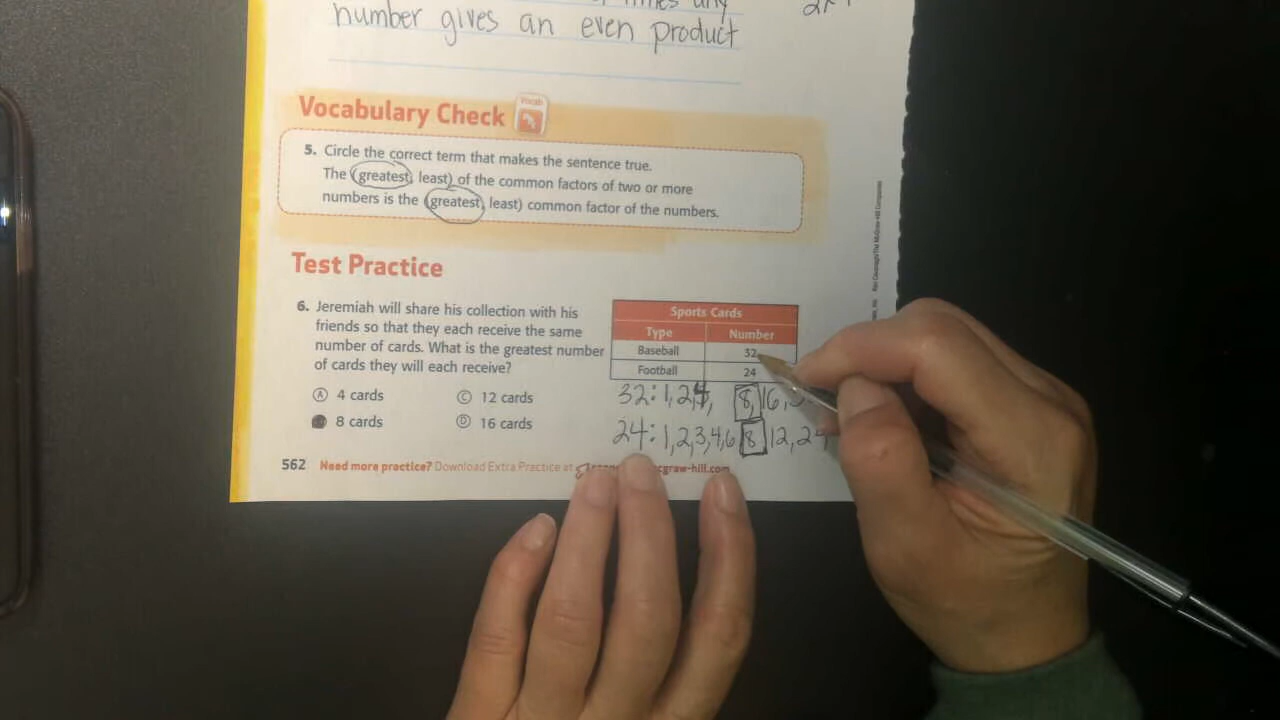 times any
number gives an even product
Vocabulary Check
Vocab
5. Circle the correct term that makes the sentence true.
The (greatest, least) of the common factors of two or more
numbers is the (greatest, least) common factor of the numbers.
Test Practice
6. Jeremiah will share his collection with his
friends so that they each receive the same
number of cards. What is the greatest number
of cards they will each receive?
Sports Cards
Type Number
Baseball 32
Football 24
A 4 cards
8 cards
C 12 cards
D 16 cards
32: 1, 2, 4, 8, 16,
24: 1, 2, 3, 4, 6, 8 12, 24
562 Need more practice? Download Extra Practice at